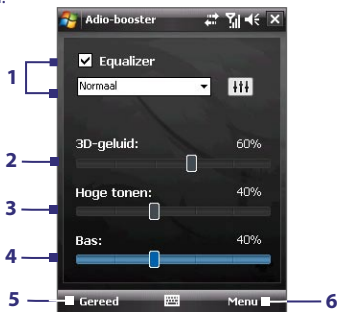 Adio-booster
1
Equalizer
Normaal
2
3D-geluid: 60%
3
Hoge tonen: 40%
4
Bas: 40%
5
Gereed
Menu
6